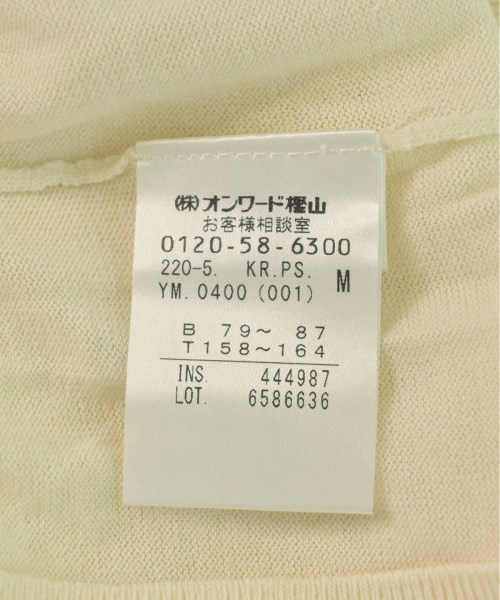 ㈱オンワード樫山
お客様相談室
0120-58-6300
220-5. KR.PS. M
YM.0400(001)
B 79～ 87
T158～164
INS. 444987
LOT. 6586636